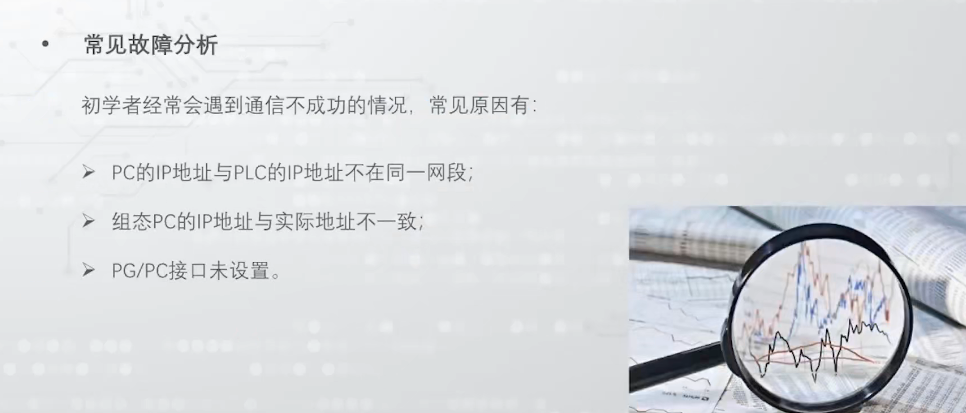 • 常见故障分析
初学者经常会遇到通信不成功的情况，常见原因有：
➢ PC的IP地址与PLC的IP地址不在同一网段；
➢ 组态PC的IP地址与实际地址不一致；
➢ PG/PC接口未设置。